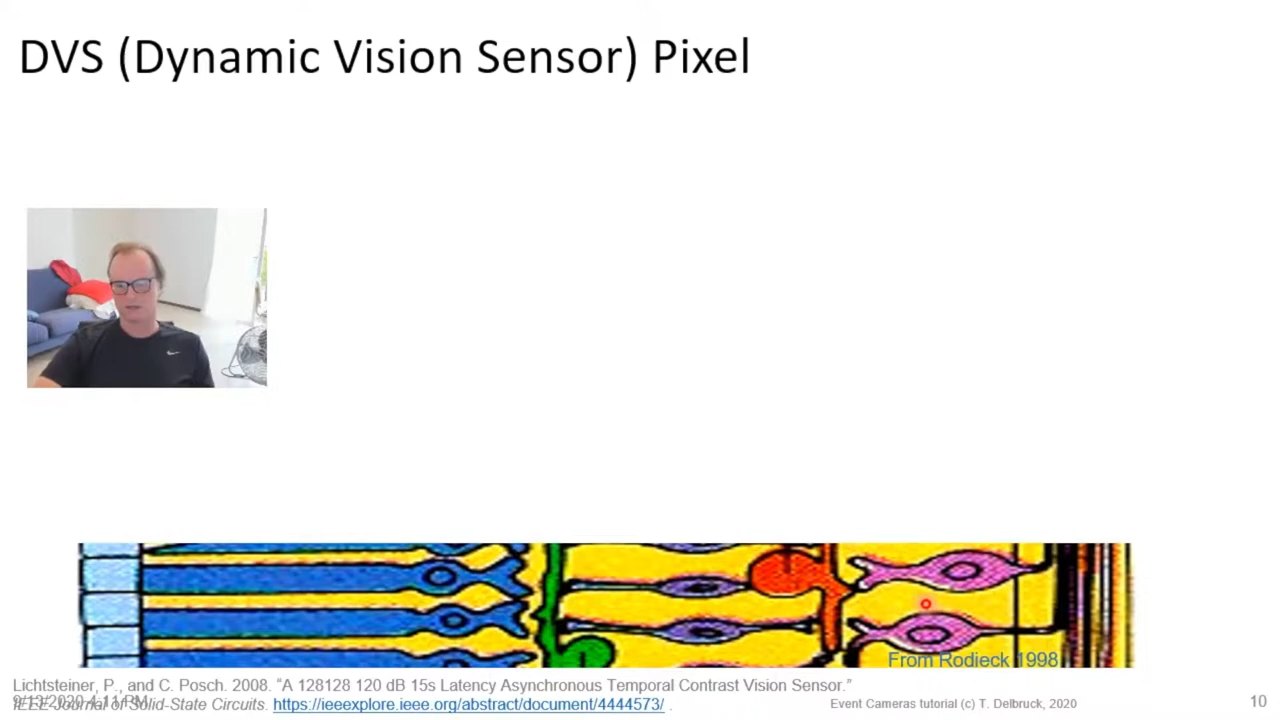 DVS (Dynamic Vision Sensor) Pixel
From Rodieck 1998
Lichtsteiner, P., and C. Posch. 2008. “A 128128 120 dB 15s Latency Asynchronous Temporal Contrast Vision Sensor.”
9/13/2020 4:11 PM
IEEE Journal of Solid-State Circuits. https://ieeexplore.ieee.org/abstract/document/4444573/ .
Event Cameras tutorial (c) T. Delbruck, 2020
10